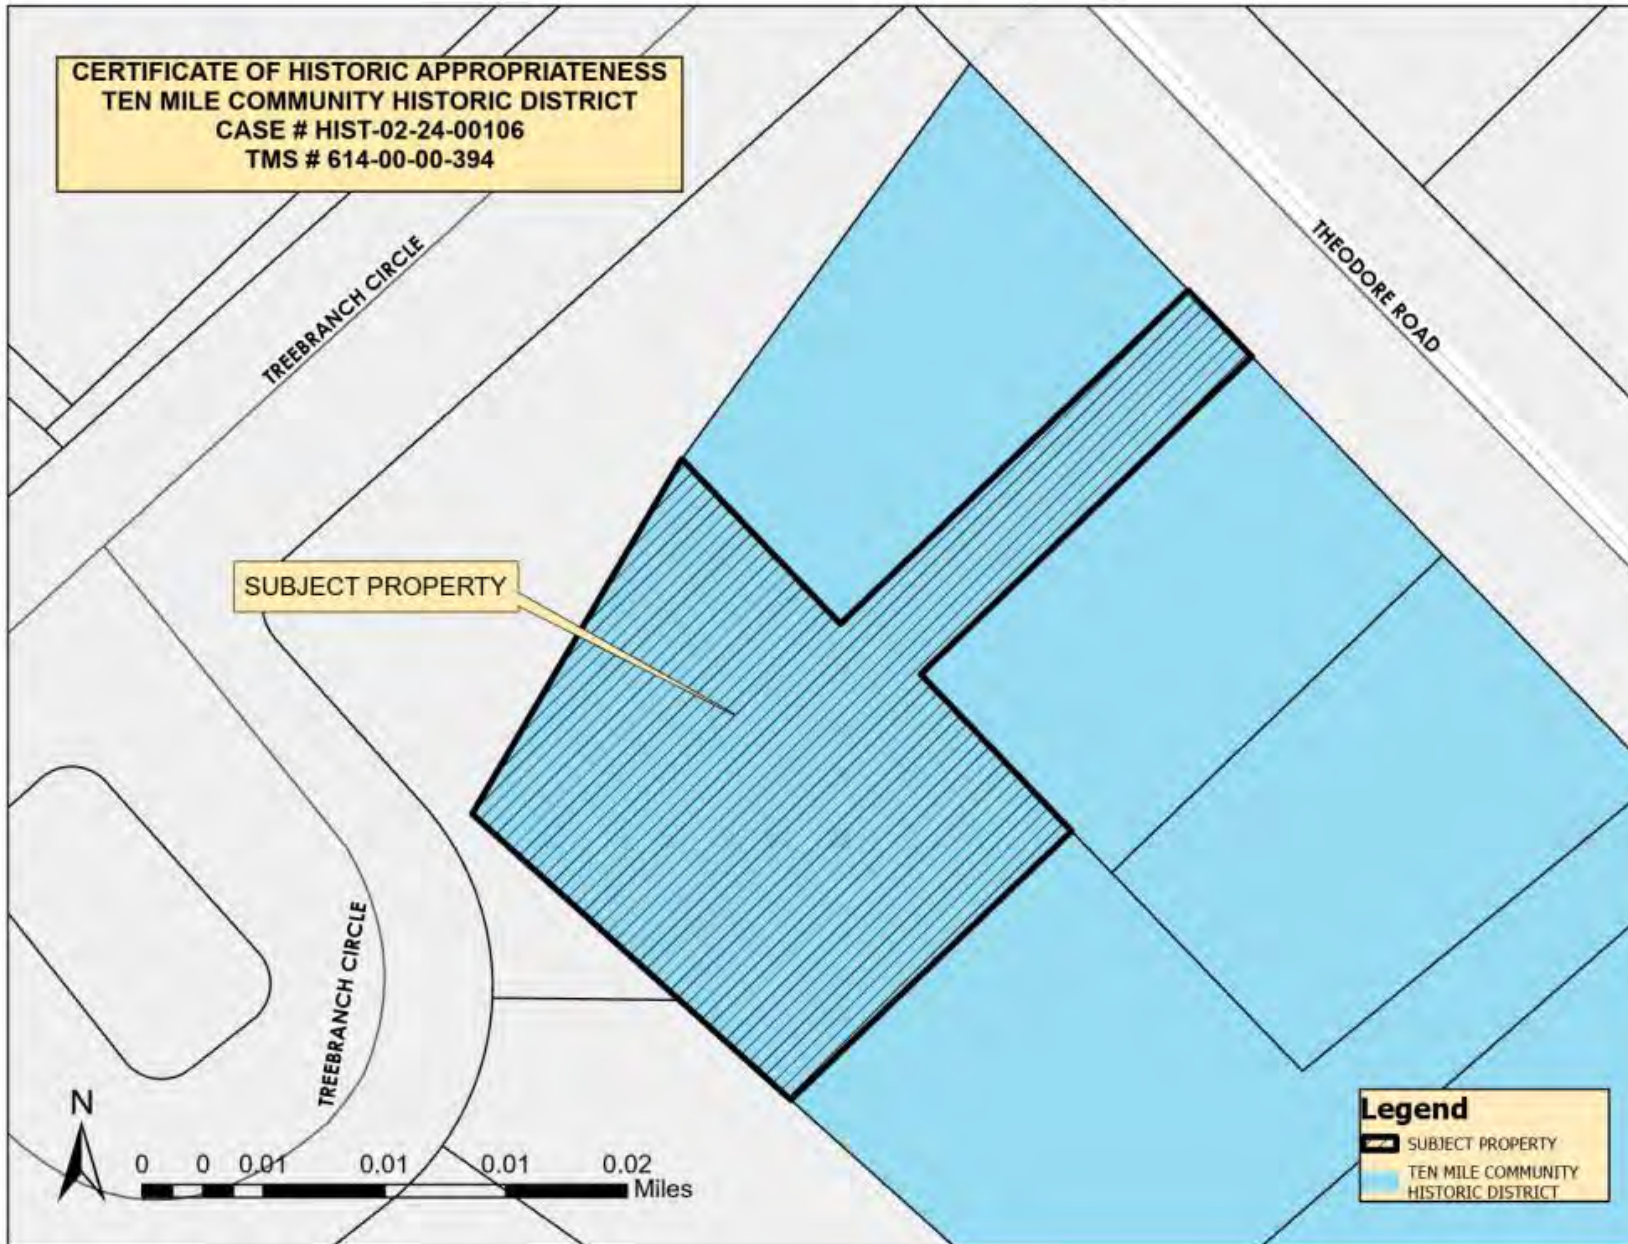 CERTIFICATE OF HISTORIC APPROPRIATENESS
TEN MILE COMMUNITY HISTORIC DISTRICT
CASE # HIST-02-24-00106
TMS # 614-00-00-394
TREEBRANCH CIRCLE
THEODORE ROAD
SUBJECT PROPERTY
TREEBRANCH CIRCLE
N
0 0 0.01 0.01 0.01 0.02
Miles
Legend
SUBJECT PROPERTY
TEN MILE COMMUNITY
HISTORIC DISTRICT